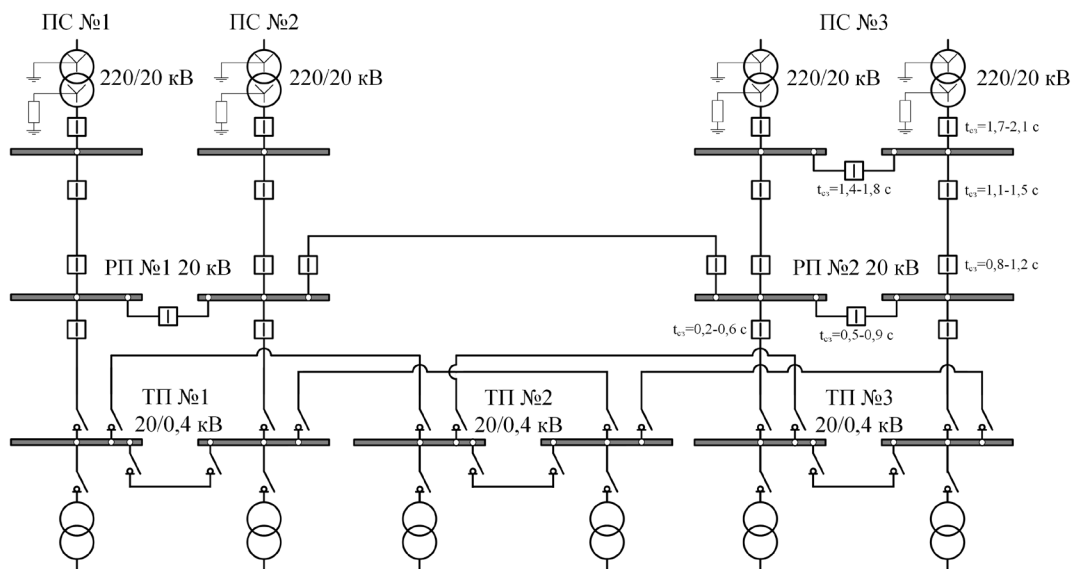 ПС №1
ПС №2
ПС №3
220/20 кВ
220/20 кВ
220/20 кВ
220/20 кВ
tсз=1,7-2,1 с
tсз=1,4-1,8 с
tсз=1,1-1,5 с
РП №1 20 кВ
РП №2 20 кВ
tсз=0,8-1,2 с
tсз=0,2-0,6 с
tсз=0,5-0,9 с
ТП №1
20/0,4 кВ
ТП №2
20/0,4 кВ
ТП №3
20/0,4 кВ